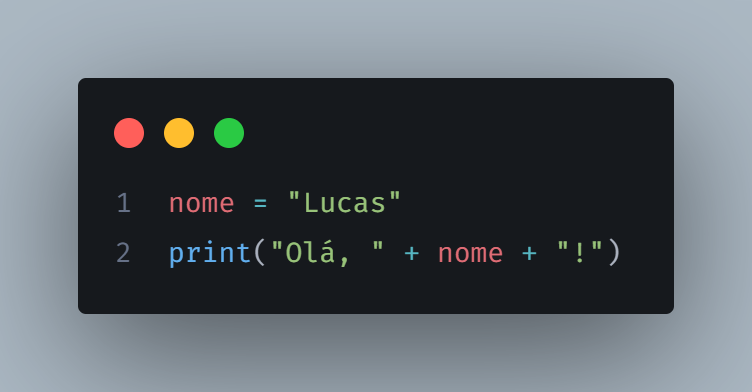 1 nome = "Lucas"
2 print("Olá, " + nome + "!")